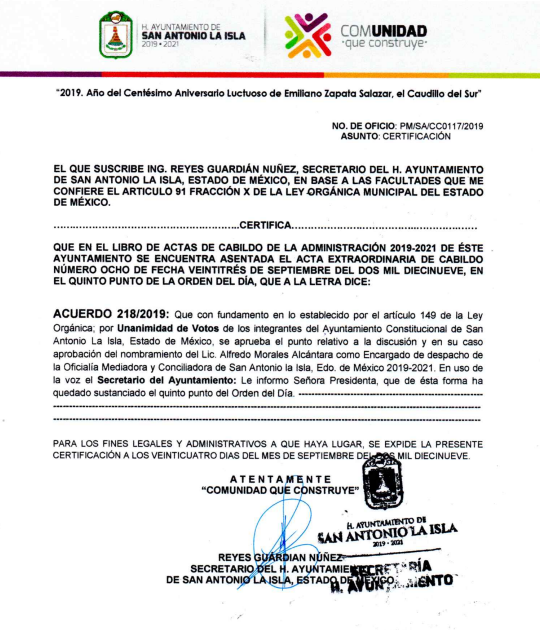 H. AYUNTAMIENTO DE
SAN ANTONIO LA ISLA
2019 • 2021
COMUNIDAD
•que construye•
"2019. Año del Centésimo Aniversario Luctuoso de Emiliano Zapata Salazar, el Caudillo del Sur"
NO. DE OFICIO: PM/SA/CC0117/2019
ASUNTO: CERTIFICACIÓN
EL QUE SUSCRIBE ING. REYES GUARDIÁN NUÑEZ, SECRETARIO DEL H. AYUNTAMIENTO
DE SAN ANTONIO LA ISLA, ESTADO DE MÉXICO, EN BASE A LAS FACULTADES QUE ME
CONFIERE EL ARTICULO 91 FRACCIÓN X DE LA LEY ORGÁNICA MUNICIPAL DEL ESTADO
DE MÉXICO.
........................................................CERTIFICA........................................................
QUE EN EL LIBRO DE ACTAS DE CABILDO DE LA ADMINISTRACIÓN 2019-2021 DE ÉSTE
AYUNTAMIENTO SE ENCUENTRA ASENTADA EL ACTA EXTRAORDINARIA DE CABILDO
NÚMERO OCHO DE FECHA VEINTITRÉS DE SEPTIEMBRE DEL DOS MIL DIECINUEVE, EN
EL QUINTO PUNTO DE LA ORDEN DEL DÍA, QUE A LA LETRA DICE:
ACUERDO 218/2019: Que con fundamento en lo establecido por el artículo 149 de la Ley
Orgánica; por Unanimidad de Votos de los integrantes del Ayuntamiento Constitucional de San
Antonio La Isla, Estado de México, se aprueba el punto relativo a la discusión y en su caso
aprobación del nombramiento del Lic. Alfredo Morales Alcántara como Encargado de despacho de
la Oficialía Mediadora y Conciliadora de San Antonio la Isla, Edo. de México 2019-2021. En uso de
la voz el Secretario del Ayuntamiento: Le informo Señora Presidenta, que de ésta forma ha
quedado sustanciado el quinto punto del Orden del Día. ------------------------------------------------
PARA LOS FINES LEGALES Y ADMINISTRATIVOS A QUE HAYA LUGAR, SE EXPIDE LA PRESENTE
CERTIFICACIÓN A LOS VEINTICUATRO DIAS DEL MES DE SEPTIEMBRE DEL DOS MIL DIECINUEVE.
A T E N T A M E N T E
"COMUNIDAD QUE CONSTRUYE"
H. AYUNTAMIENTO DE
SAN ANTONIO LA ISLA
2019 - 2021
REYES GUARDIAN NÚÑEZ
SECRETARIO DEL H. AYUNTAMIENTO
DE SAN ANTONIO LA ISLA, ESTADO DE MÉXICO
SECRETARÍA
H. AYUNTAMIENTO